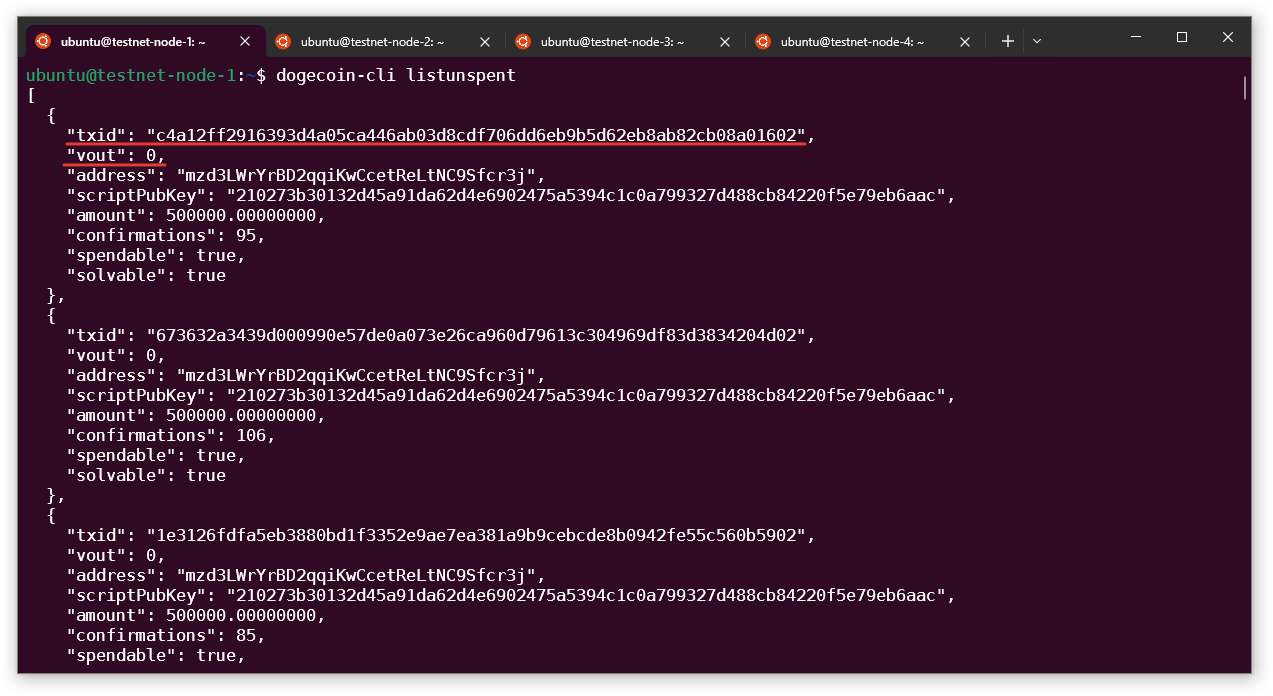 ubuntu@testnet-node-1: ~ ubuntu@testnet-node-2: ~ ubuntu@testnet-node-3: ~ ubuntu@testnet-node-4: ~
ubuntu@testnet-node-1:~$ dogecoin-cli listunspent
[
  {
    "txid": "c4a12ff2916393d4a05ca446ab03d8cdf706dd6eb9b5d62eb8ab82cb08a01602",
    "vout": 0,
    "address": "mzd3LWrYrBD2qqiKwCcetReLtNC9Sfcr3j",
    "scriptPubKey": "210273b30132d45a91da62d4e6902475a5394c1c0a799327d488cb84220f5e79eb6aac",
    "amount": 500000.00000000,
    "confirmations": 95,
    "spendable": true,
    "solvable": true
  },
  {
    "txid": "673632a3439d000990e57de0a073e26ca960d79613c304969df83d3834204d02",
    "vout": 0,
    "address": "mzd3LWrYrBD2qqiKwCcetReLtNC9Sfcr3j",
    "scriptPubKey": "210273b30132d45a91da62d4e6902475a5394c1c0a799327d488cb84220f5e79eb6aac",
    "amount": 500000.00000000,
    "confirmations": 106,
    "spendable": true,
    "solvable": true
  },
  {
    "txid": "1e3126fdfa5eb3880bd1f3352e9ae7ea381a9b9cebcde8b0942fe55c560b5902",
    "vout": 0,
    "address": "mzd3LWrYrBD2qqiKwCcetReLtNC9Sfcr3j",
    "scriptPubKey": "210273b30132d45a91da62d4e6902475a5394c1c0a799327d488cb84220f5e79eb6aac",
    "amount": 500000.00000000,
    "confirmations": 85,
    "spendable": true,